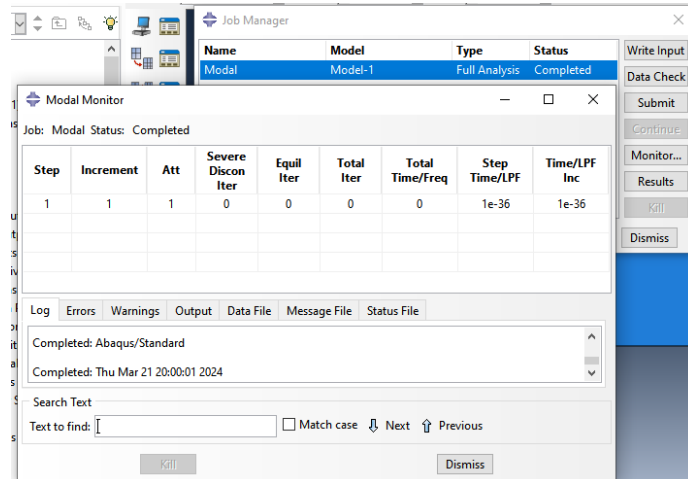 Job Manager
Name Model Type Status
Modal Model-1 Full Analysis Completed
Write Input
Data Check
Submit
Continue
Monitor...
Results
Kill
Dismiss
Modal Monitor
Job: Modal Status: Completed
Step Increment Att Severe Discon Iter Equil Iter Total Iter Total Time/Freq Step Time/LPF Time/LPF Inc
1 1 1 0 0 0 0 1e-36 1e-36
Log Errors Warnings Output Data File Message File Status File
Completed: Abaqus/Standard
Completed: Thu Mar 21 20:00:01 2024
Search Text
Text to find: Match case Next Previous
Kill Dismiss